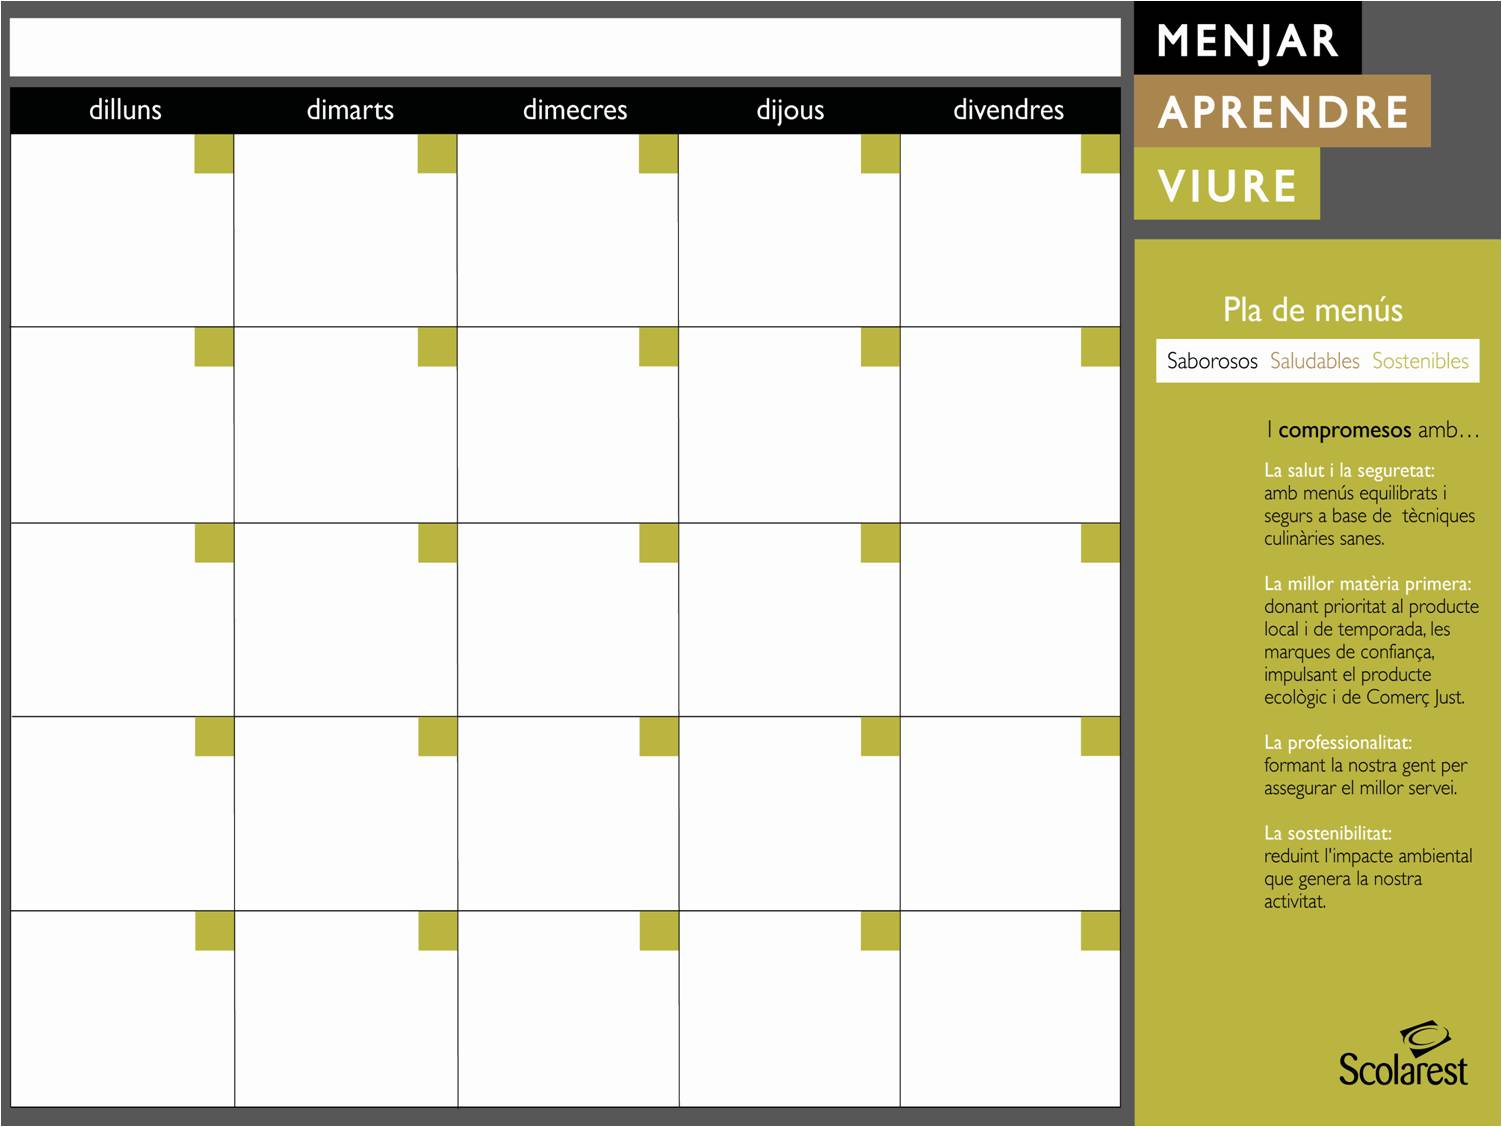 dilluns dimarts dimecres dijous divendres
MENJAR
APRENDRE
VIURE
Pla de menús
Saborosos Saludables Sostenibles
I compromesos amb...
La salut i la seguretat:
amb menús equilibrats i
segurs a base de tècniques
culinàries sanes.
La millor matèria primera:
donant prioritat al producte
local i de temporada, les
marques de confiança,
impulsant el producte
ecològic i de Comerç Just.
La professionalitat:
formant la nostra gent per
assegurar el millor servei.
La sostenibilitat:
reduint l'impacte ambiental
que genera la nostra
activitat.
Scolarest